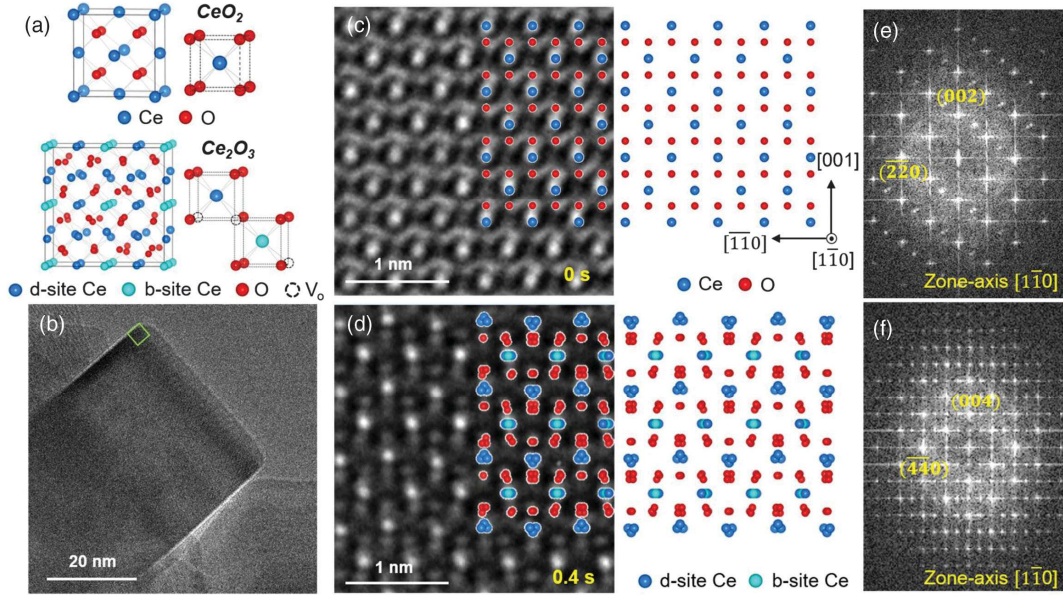 (a)
CeO₂
Ce
O
Ce₂O₃
d-site Ce
b-site Ce
O
Vₒ
(b)
20 nm
(c)
1 nm
0 s
[001]
[1̅1̅0]
[11̅0]
Ce
O
(d)
1 nm
0.4 s
d-site Ce
b-site Ce
(e)
(002)
(2̅2̅0)
Zone-axis [11̅0]
(f)
(004)
(4̅4̅0)
Zone-axis [11̅0]